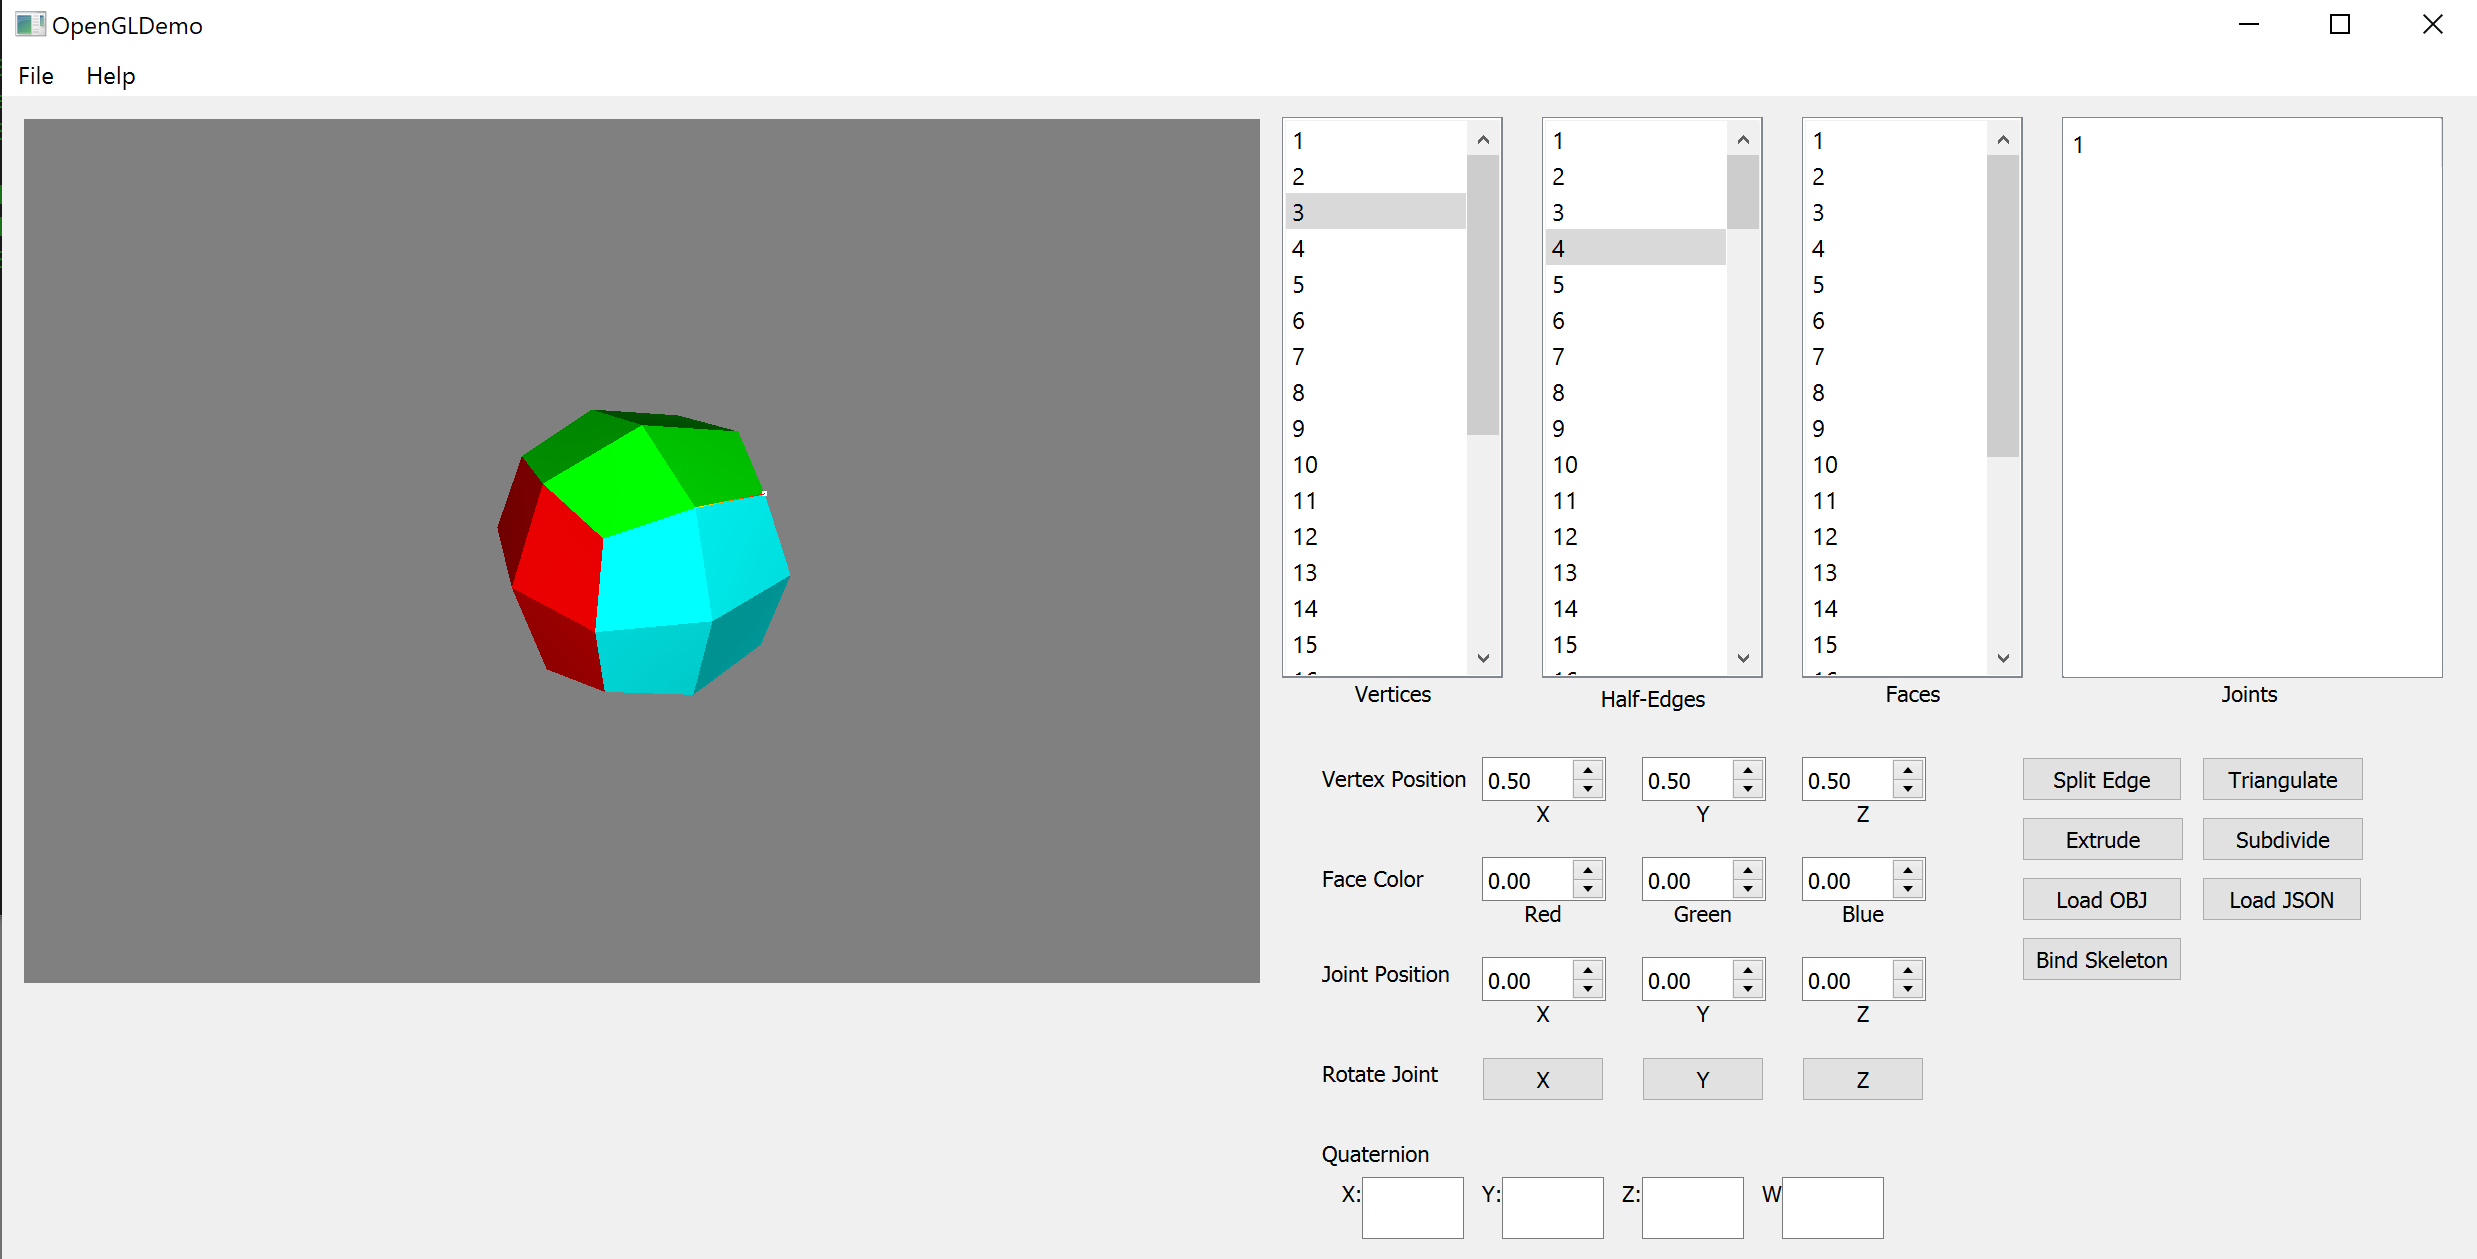 OpenGLDemo
File Help
1
2
3
4
5
6
7
8
9
10
11
12
13
14
15
Vertices
1
2
3
4
5
6
7
8
9
10
11
12
13
14
15
Half-Edges
1
2
3
4
5
6
7
8
9
10
11
12
13
14
15
Faces
1
Joints
Vertex Position 0.50 0.50 0.50
X Y Z
Face Color 0.00 0.00 0.00
Red Green Blue
Joint Position 0.00 0.00 0.00
X Y Z
Rotate Joint X Y Z
Quaternion
X: Y: Z: W
Split Edge Triangulate
Extrude Subdivide
Load OBJ Load JSON
Bind Skeleton